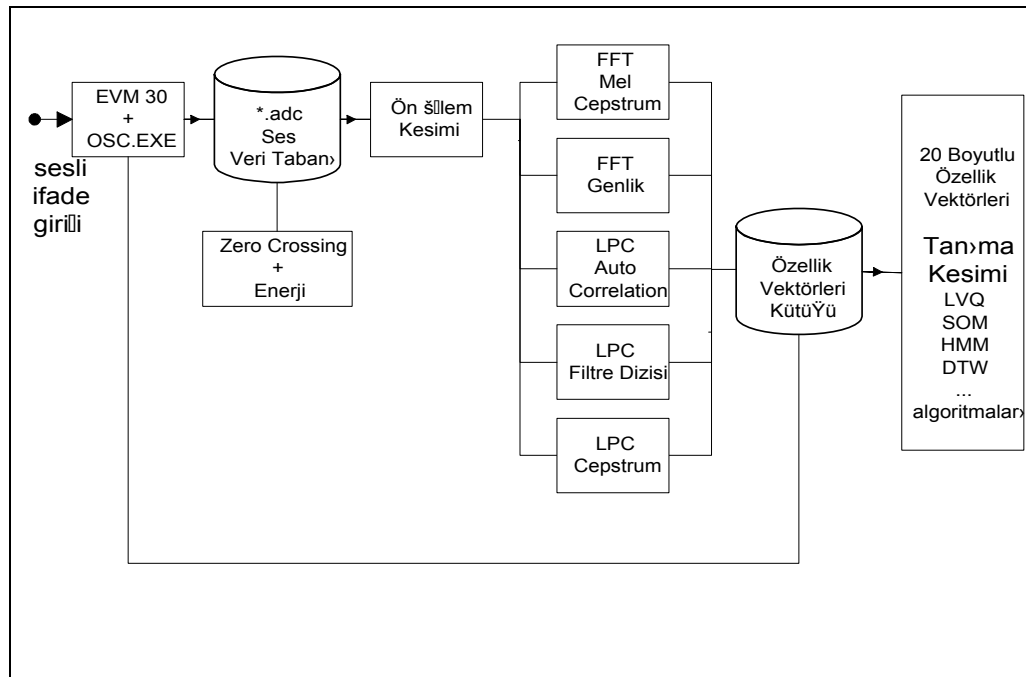 EVM 30
+
OSC.EXE
sesli
ifade
giri▯li
*.adc
Ses
Veri Taban›
Zero Crossing
+
Enerji
Ön š▯lem
Kesimi
FFT
Mel
Cepstrum
FFT
Genlik
LPC
Auto
Correlation
LPC
Filtre Dizisi
LPC
Cepstrum
Özellik
Vektörleri
KütüŸü
20 Boyutlu
Özellik
Vektörleri
Tan›ma
Kesimi
LVQ
SOM
HMM
DTW
...
algoritmalar›